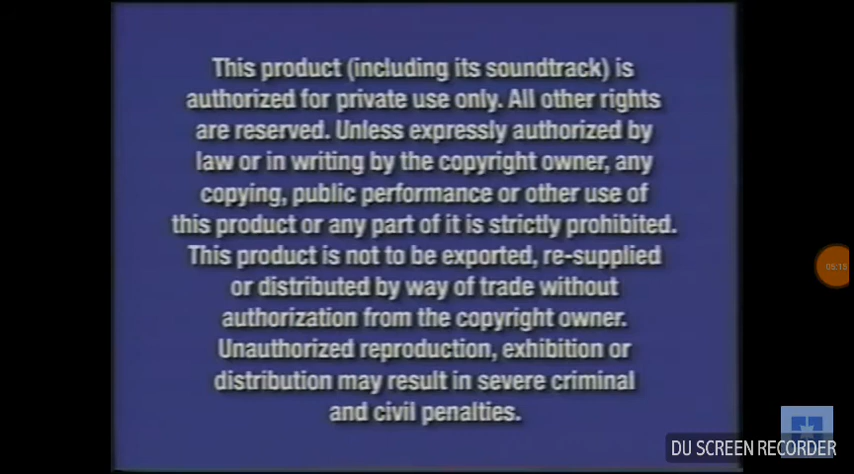 This product (including its soundtrack) is
authorized for private use only. All other rights
are reserved. Unless expressly authorized by
law or in writing by the copyright owner, any
copying, public performance or other use of
this product or any part of it is strictly prohibited.
This product is not to be exported, re-supplied
or distributed by way of trade without
authorization from the copyright owner.
Unauthorized reproduction, exhibition or
distribution may result in severe criminal
and civil penalties.
05:15
DU SCREEN RECORDER